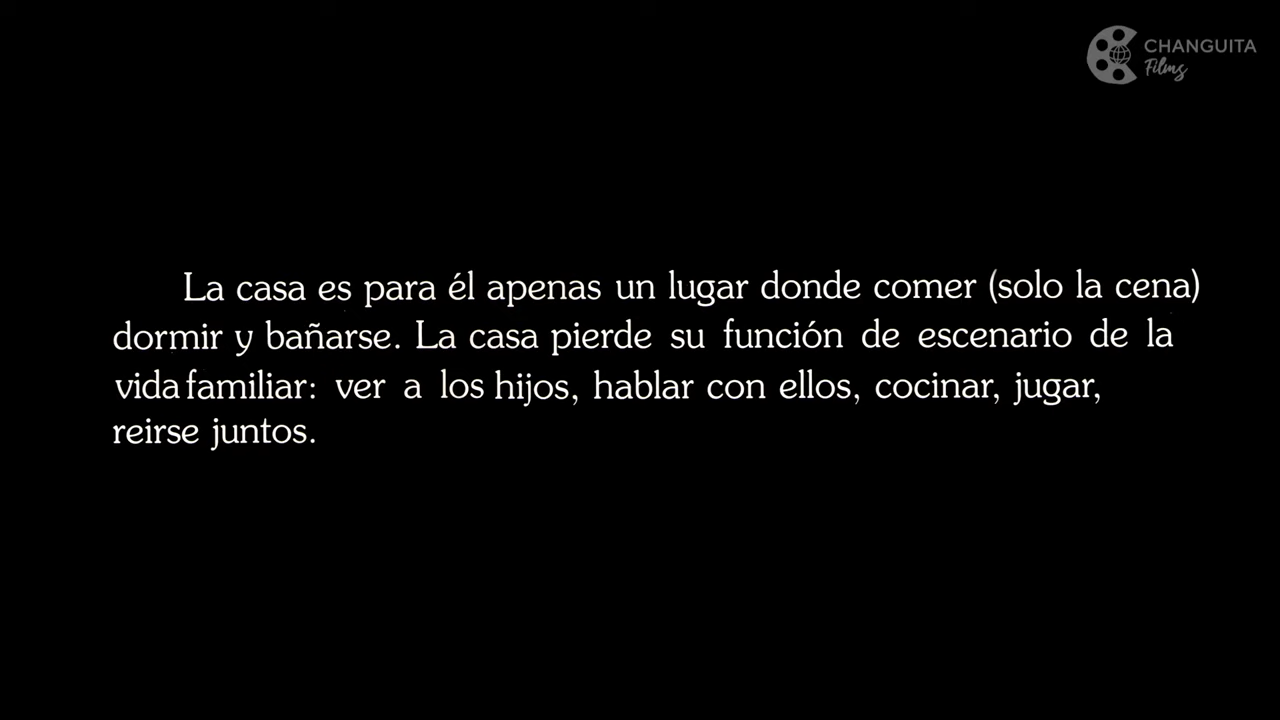 CHANGUITA
Films
La casa es para él apenas un lugar donde comer (solo la cena)
dormir y bañarse. La casa pierde su función de escenario de la
vida familiar: ver a los hijos, hablar con ellos, cocinar, jugar,
reirse juntos.